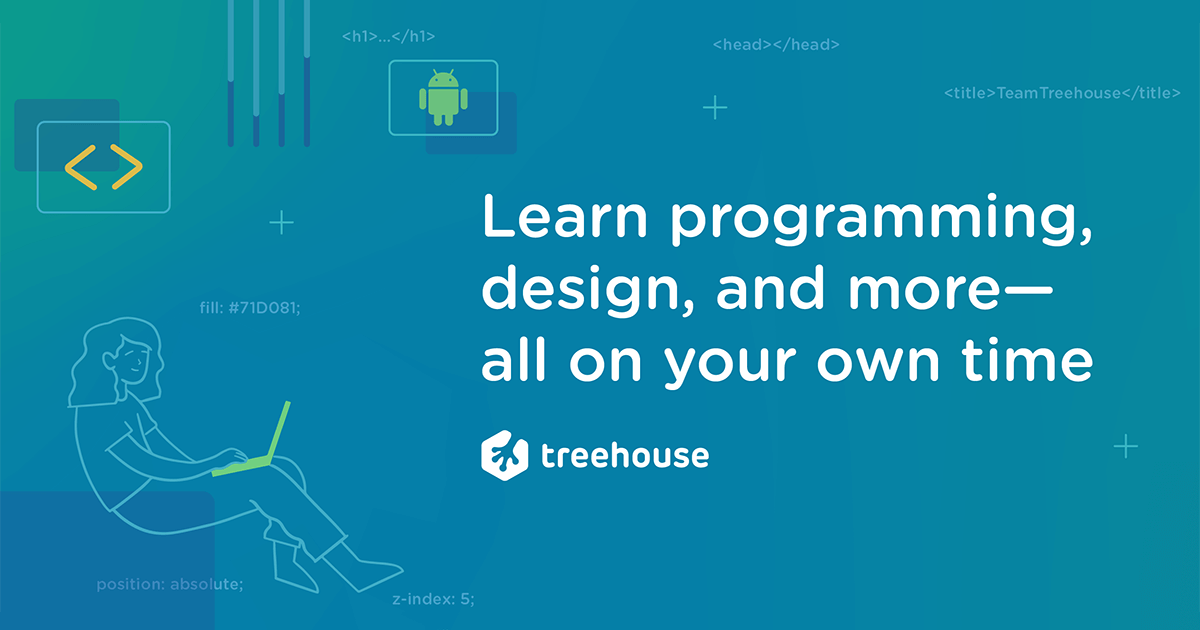 <h1>...</h1>
<head></head>
<title>TeamTreehouse</title>
Learn programming,
design, and more—
all on your own time
fill: #71D081;
treehouse
position: absolute;
z-index: 5;